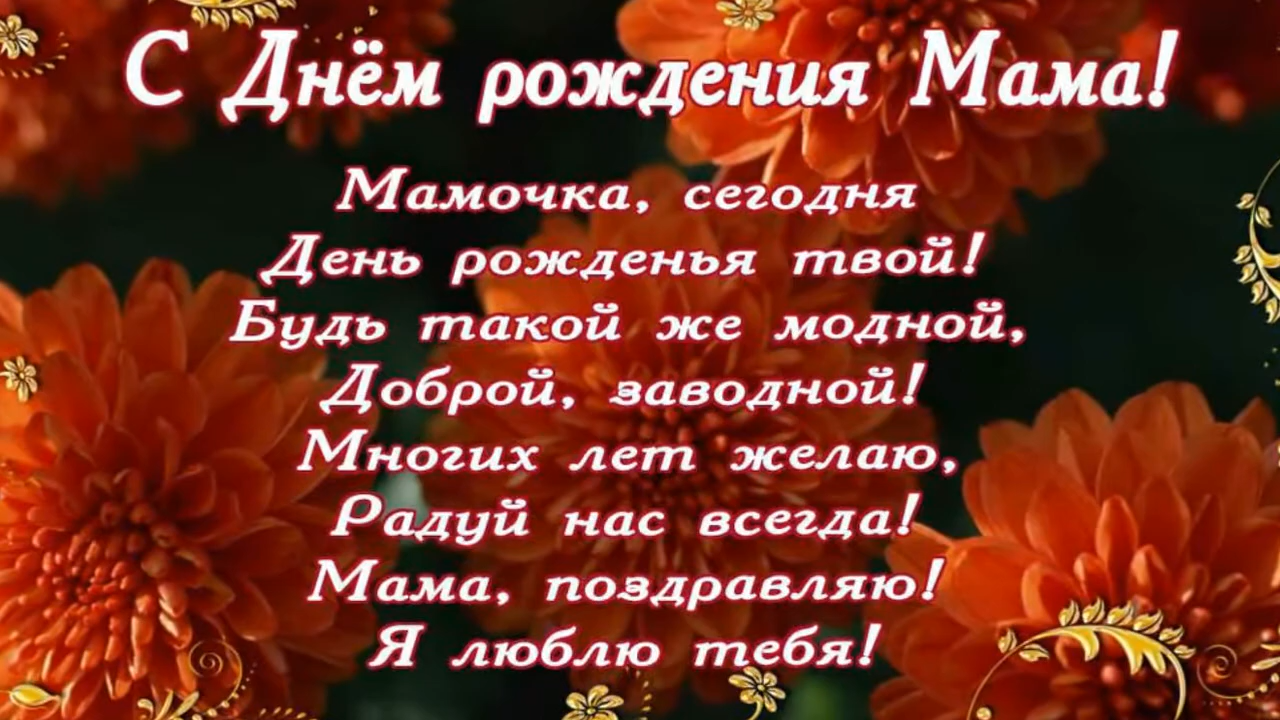 С Днём рождения Мама!
Мамочка, сегодня
День рожденья твой!
Будь такой же модной,
Доброй, заводной!
Многих лет желаю,
Радуй нас всегда!
Мама, поздравляю!
Я люблю тебя!